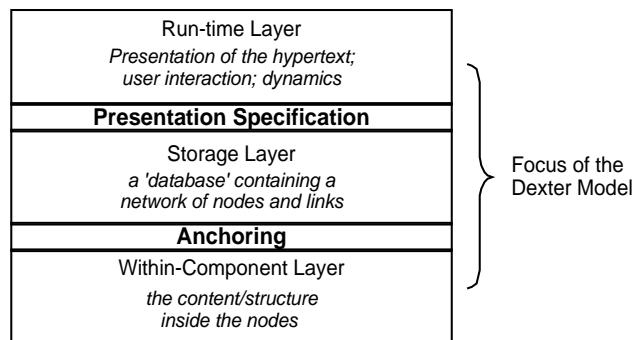 Run-time Layer
Presentation of the hypertext;
user interaction; dynamics
Presentation Specification
Storage Layer
a 'database' containing a
network of nodes and links
Anchoring
Within-Component Layer
the content/structure
inside the nodes
Focus of the
Dexter Model